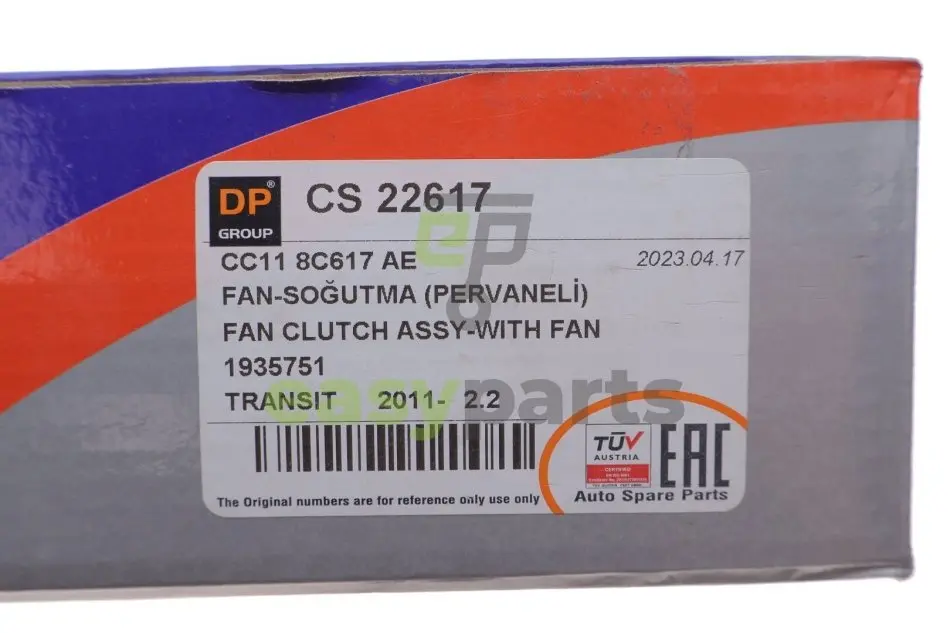 DP®
GROUP
CS 22617
CC11 8C617 AE
2023.04.17
FAN-SOĞUTMA (PERVANELİ)
FAN CLUTCH ASSY-WITH FAN
1935751
TRANSIT 2011- 2.2
easyparts
TÜV
AUSTRIA
EAC
Auto Spare Parts
The Original numbers are for reference only use only